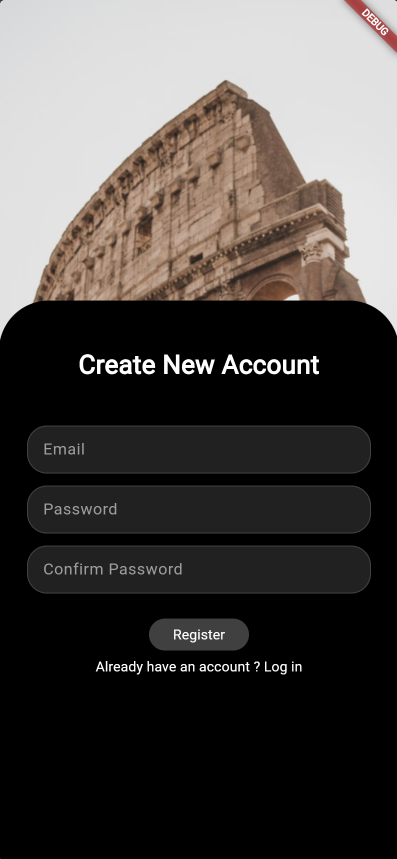 DEBUG
Create New Account
Email
Password
Confirm Password
Register
Already have an account ? Log in